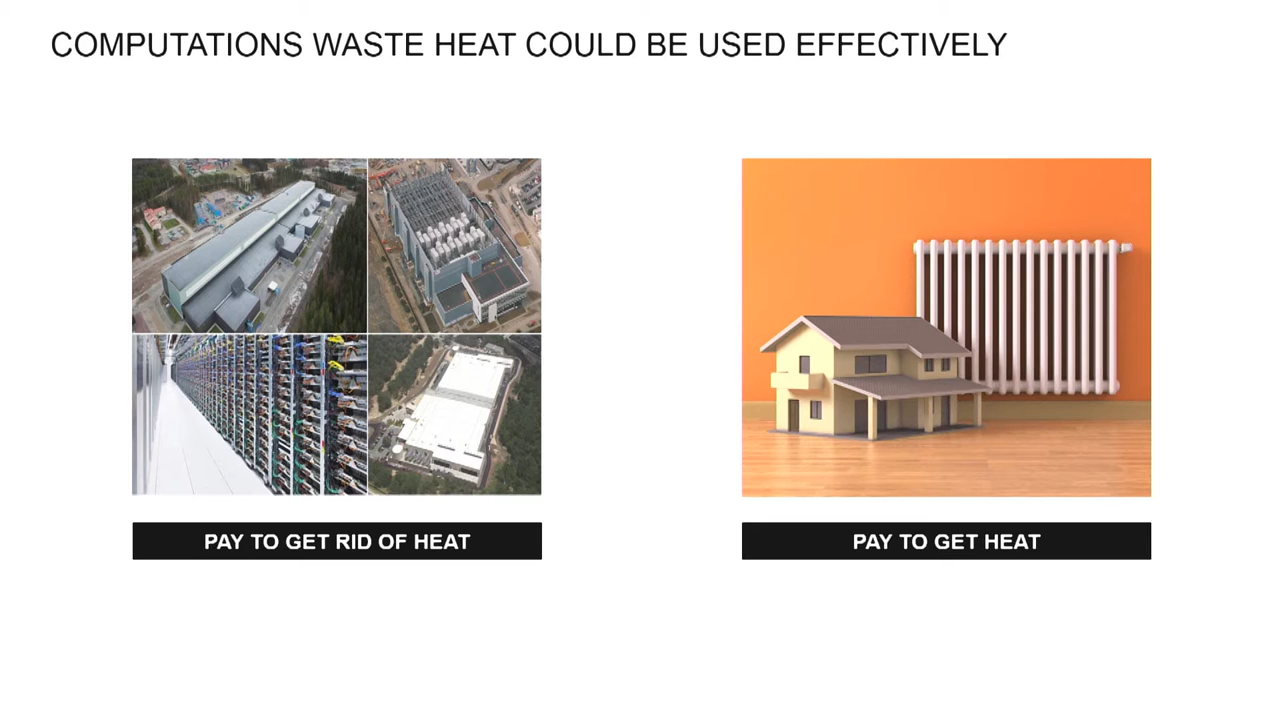 COMPUTATIONS WASTE HEAT COULD BE USED EFFECTIVELY
PAY TO GET RID OF HEAT
PAY TO GET HEAT